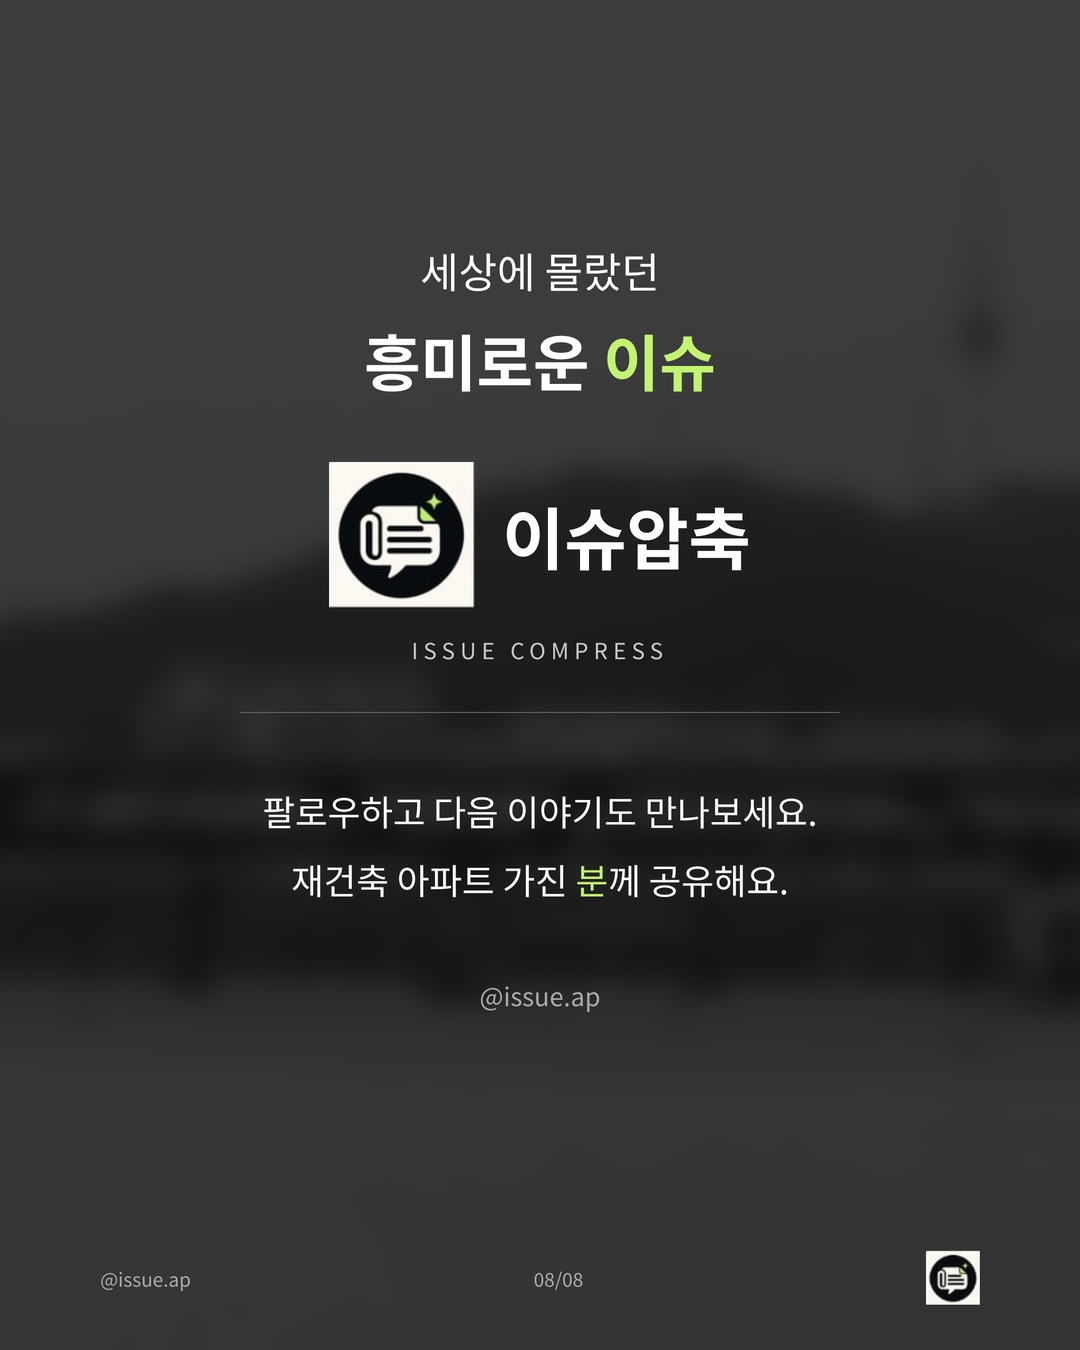 세상에 몰랐던
흥미로운 이슈
이슈압축
ISSUE COMPRESS
팔로우하고 다음 이야기도 만나보세요.
재건축 아파트 가진 분께 공유해요.
@issue.ap
@issue.ap
08/08